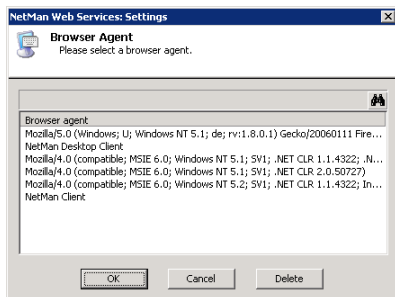 NetMan Web Services: Settings
Browser Agent
Please select a browser agent.
Browser agent
Mozilla/5.0 (Windows; U; Windows NT 5.1; de; rv:1.8.0.1) Gecko/20060111 Fire...
NetMan Desktop Client
Mozilla/4.0 (compatible; MSIE 6.0; Windows NT 5.1; SV1; .NET CLR 1.1.4322; .N...
Mozilla/4.0 (compatible; MSIE 6.0; Windows NT 5.1; SV1; .NET CLR 2.0.50727)
Mozilla/4.0 (compatible; MSIE 6.0; Windows NT 5.2; SV1; .NET CLR 1.1.4322; In...
NetMan Client
OK Cancel Delete